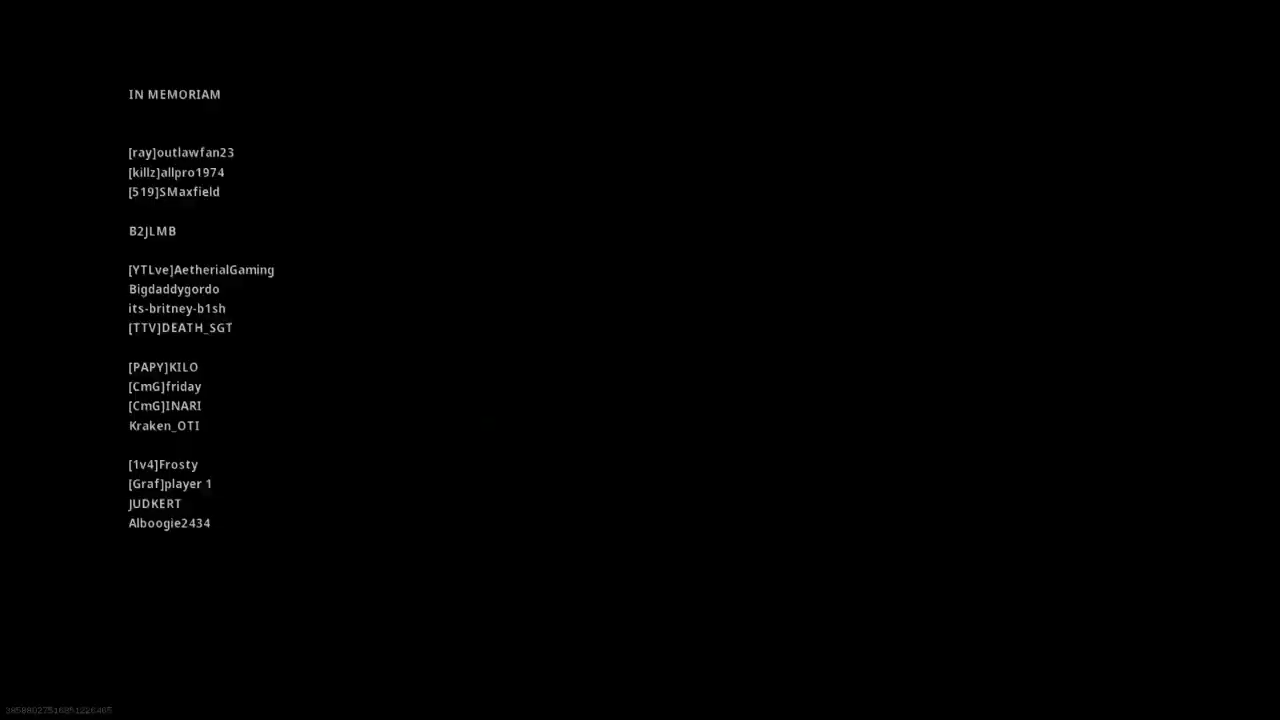 IN MEMORIAM
[ray]outlawfan23
[killz]allpro1974
[519]SMaxfield
B2JLMB
[YTLve]AetherialGaming
Bigdaddygordo
its-britney-b1sh
[TTV]DEATH_SGT
[PAPY]KILO
[CmG]friday
[CmG]INARI
Kraken_OTI
[1v4]Frosty
[Graf]player 1
JUDKERT
Alboogie2434